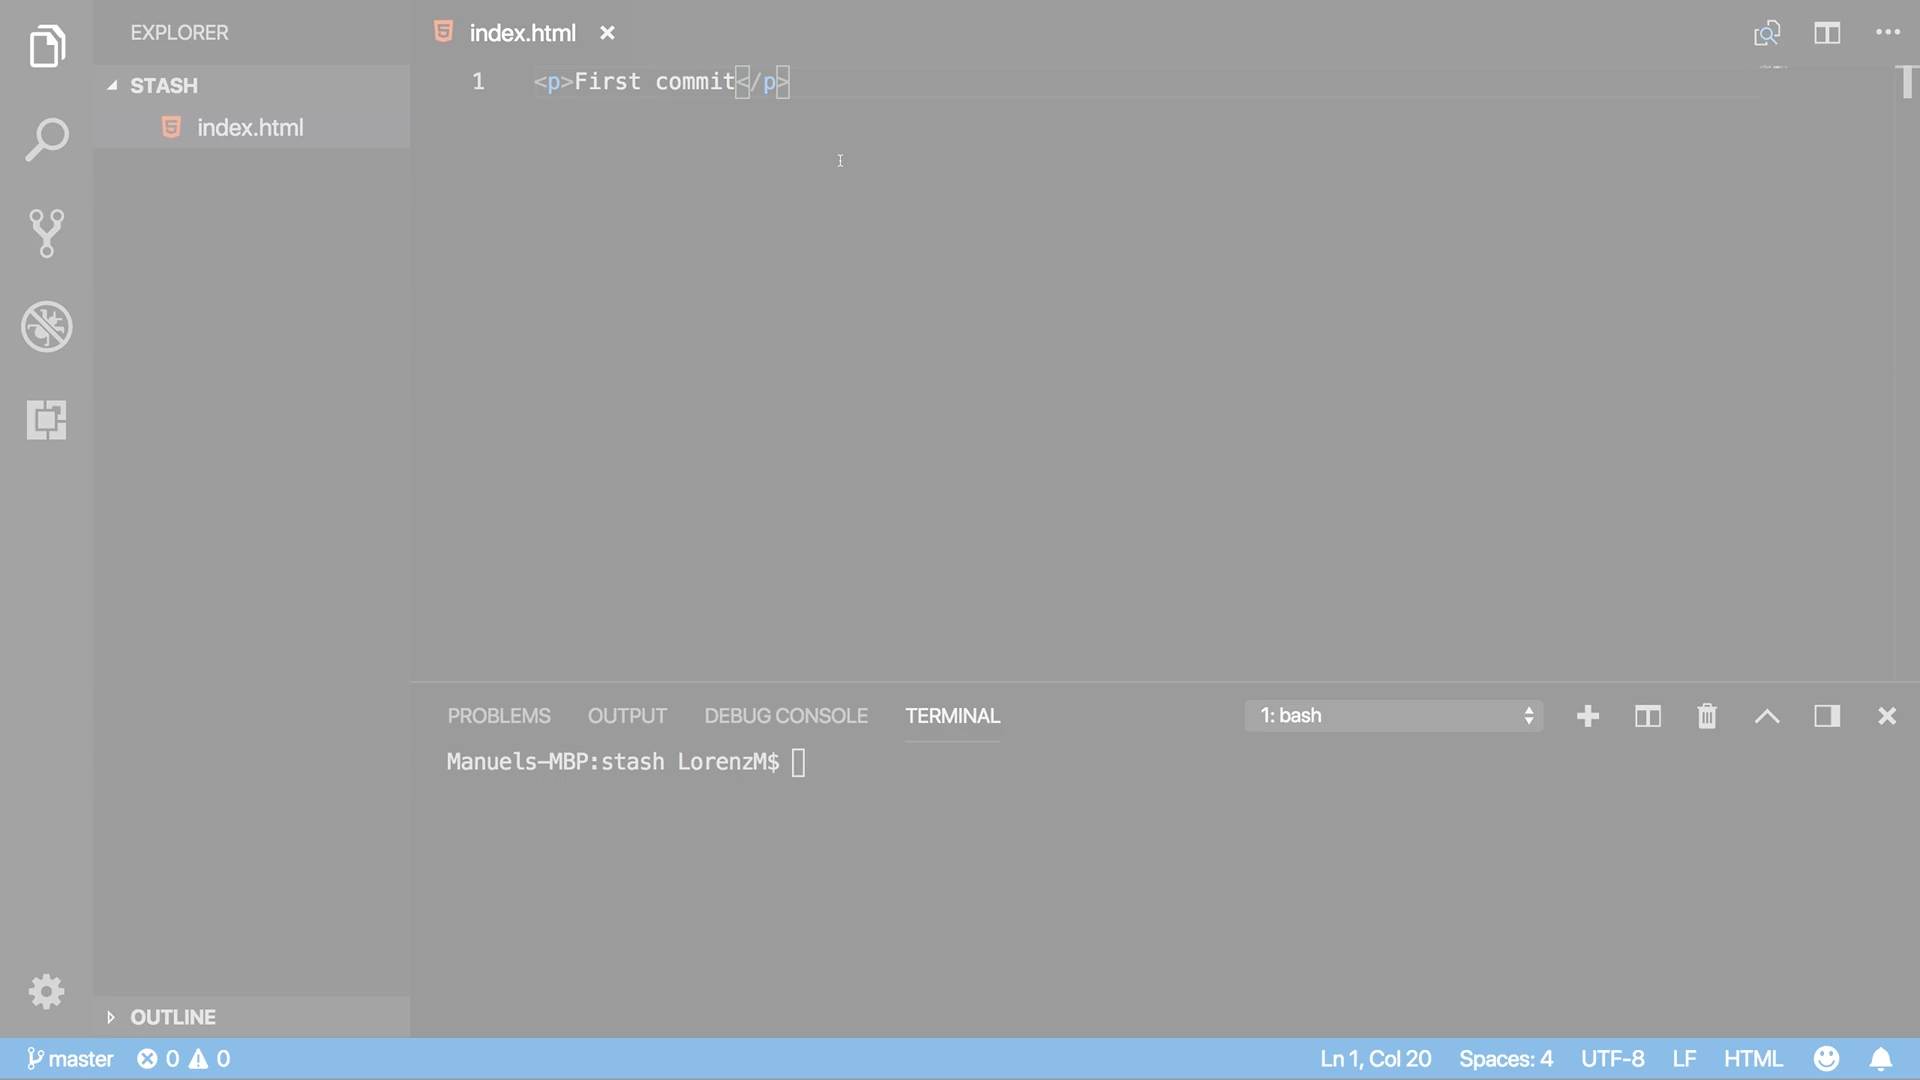 EXPLORER
STASH
index.html
OUTLINE
index.html
1 <p>First commit</p>
PROBLEMS OUTPUT DEBUG CONSOLE TERMINAL 1: bash
Manuels-MBP:stash LorenzM$
master 0 0 Ln 1, Col 20 Spaces: 4 UTF-8 LF HTML